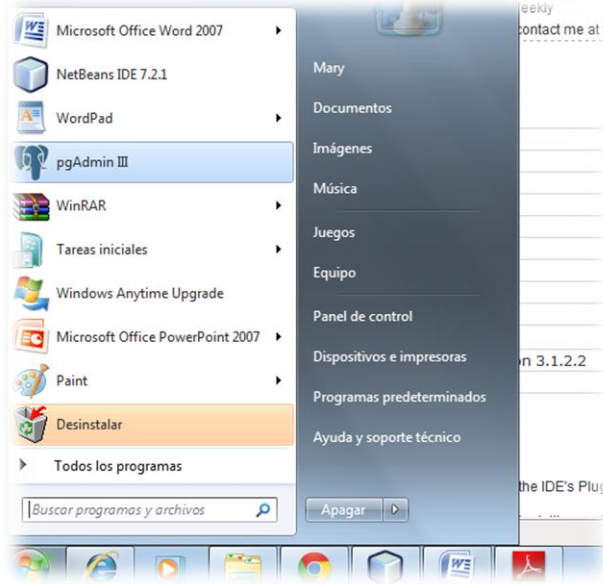 Microsoft Office Word 2007
NetBeans IDE 7.2.1
WordPad
pgAdmin III
WinRAR
Tareas iniciales
Windows Anytime Upgrade
Microsoft Office PowerPoint 2007
Paint
Desinstalar
Todos los programas
Buscar programas y archivos
Mary
Documentos
Imágenes
Música
Juegos
Equipo
Panel de control
Dispositivos e impresoras
Programas predeterminados
Ayuda y soporte técnico
Apagar
contact me at
3.1.2.2
the IDE's